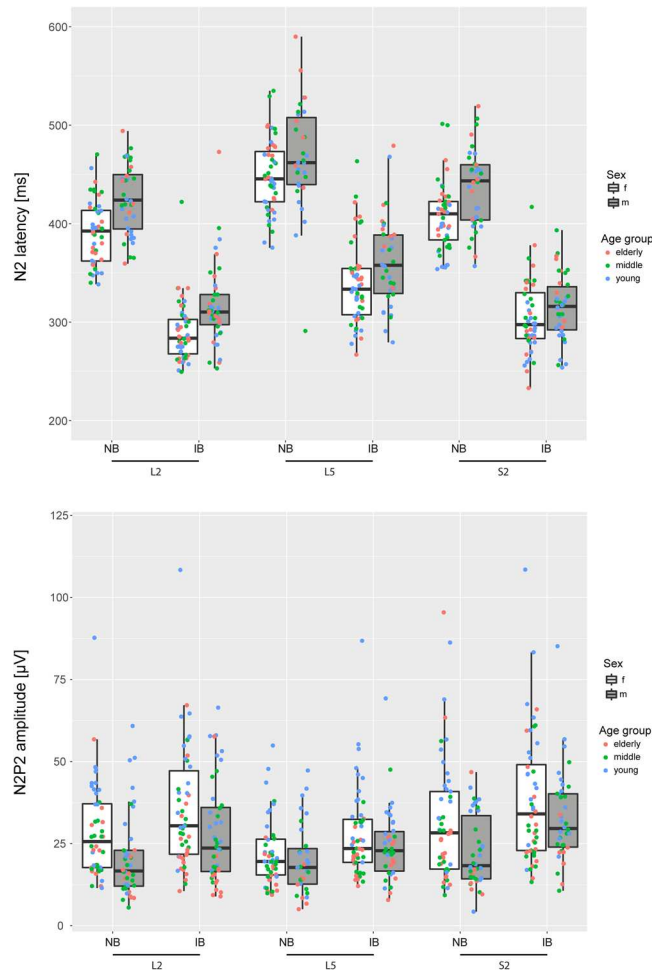 600
500
400
300
200
N2 latency [ms]
NB
IB
NB
IB
NB
IB
L2
L5
S2
Sex
f
m
Age group
elderly
middle
young
125
100
75
50
25
0
N2P2 amplitude [µV]
NB
IB
NB
IB
NB
IB
L2
L5
S2
Sex
f
m
Age group
elderly
middle
young